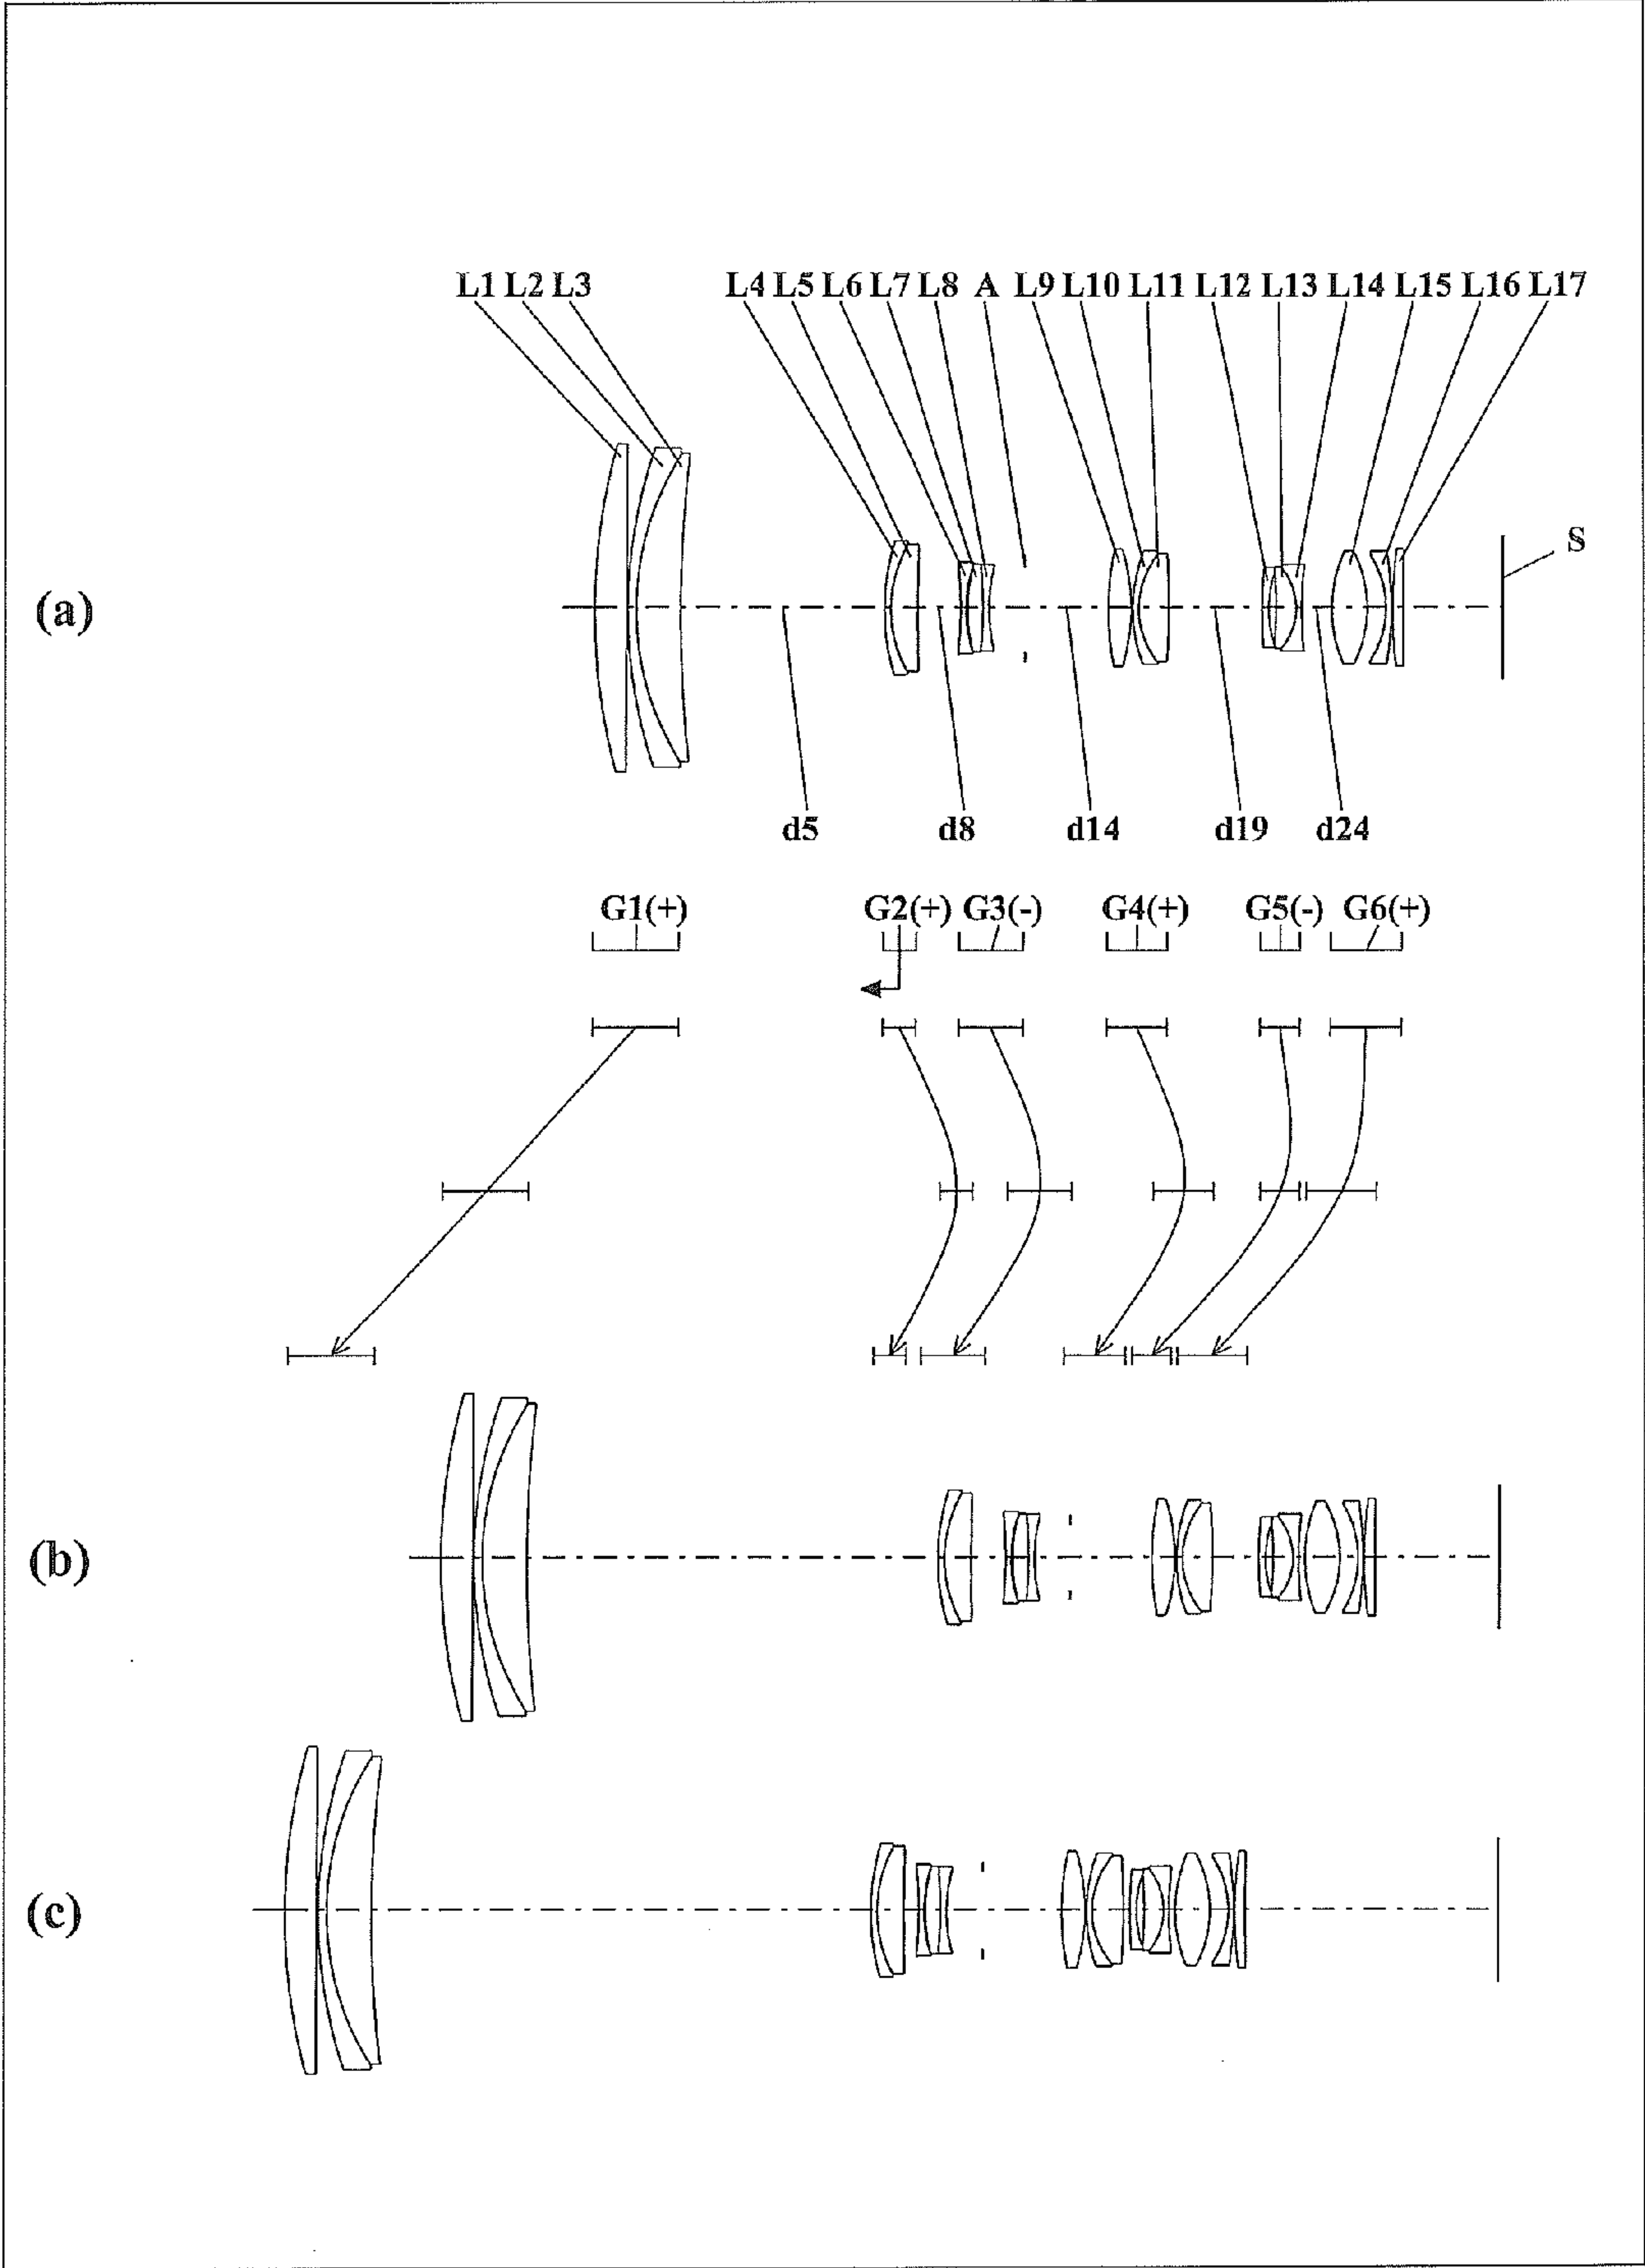 L1 L2 L3 L4 L5 L6 L7 L8 A L9 L10 L11 L12 L13 L14 L15 L16 L17
S
(a)
d5 d8 d14 d19 d24
G1(+) G2(+) G3(-) G4(+) G5(-) G6(+)
(b)
(c)